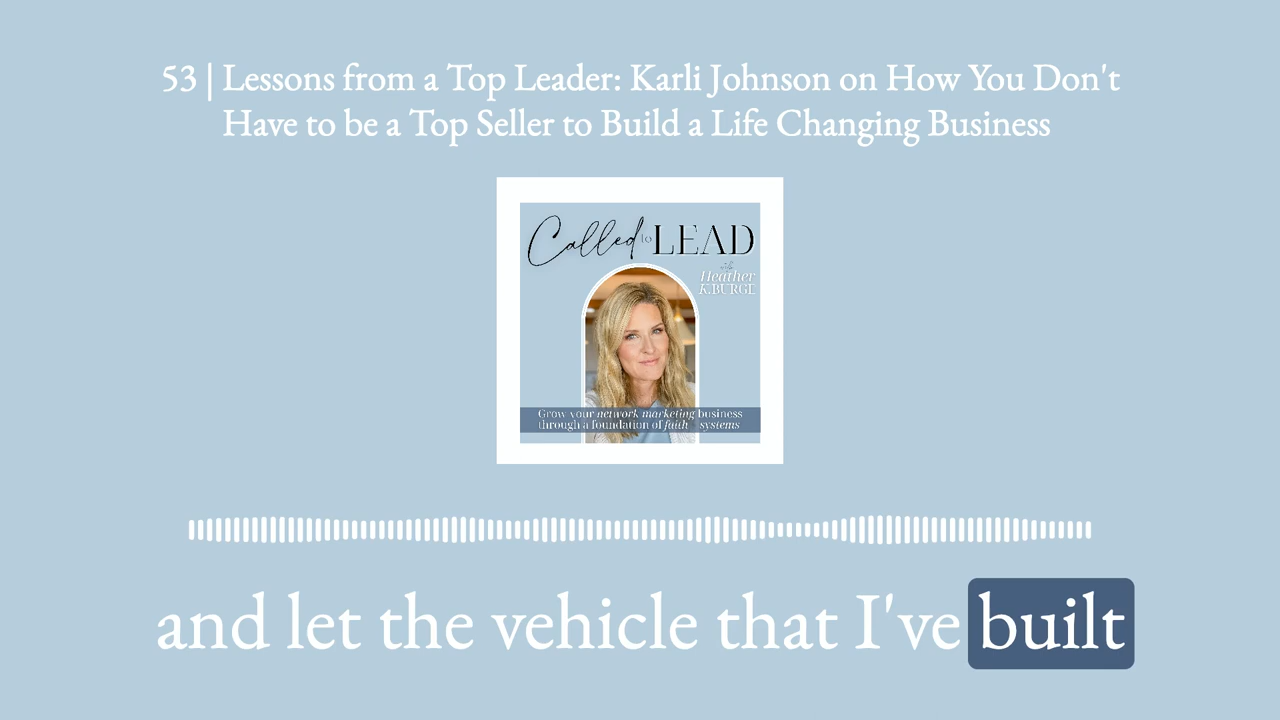 53 | Lessons from a Top Leader: Karli Johnson on How You Don't
Have to be a Top Seller to Build a Life Changing Business
Called to LEAD
with
Heather
K.BURGE
Grow your network marketing business
through a foundation of faith + systems
and let the vehicle that I've built